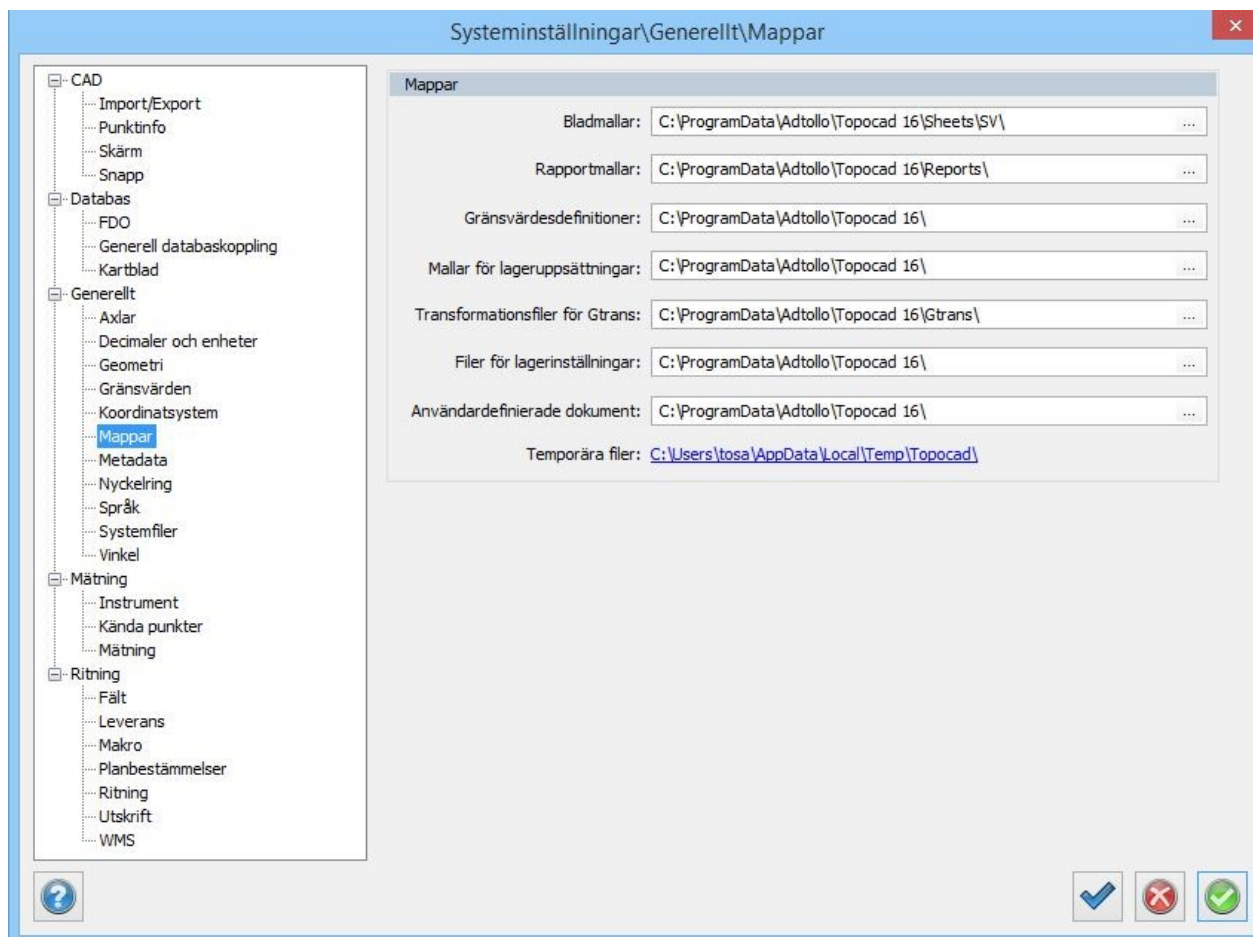 Systeminställningar\Generellt\Mappar
CAD
Import/Export
Punktinfo
Skärm
Snapp
Databas
FDO
Generell databaskoppling
Kartblad
Generellt
Axlar
Decimaler och enheter
Geometri
Gränsvärden
Koordinatsystem
Mappar
Metadata
Nyckelring
Språk
Systemfiler
Vinkel
Mätning
Instrument
Kända punkter
Mätning
Ritning
Fält
Leverans
Makro
Planbestämmelser
Ritning
Utskrift
WMS
Mappar
Bladmallar: C:\ProgramData\Adtollo\Topocad 16\Sheets\SV\ ...
Rapportmallar: C:\ProgramData\Adtollo\Topocad 16\Reports\ ...
Gränsvärdesdefinitioner: C:\ProgramData\Adtollo\Topocad 16\ ...
Mallar för lageruppsättningar: C:\ProgramData\Adtollo\Topocad 16\ ...
Transformationsfiler för Gtrans: C:\ProgramData\Adtollo\Topocad 16\Gtrans\ ...
Filer för lagerinställningar: C:\ProgramData\Adtollo\Topocad 16\ ...
Användardefinierade dokument: C:\ProgramData\Adtollo\Topocad 16\ ...
Temporära filer: C:\Users\tosa\AppData\Local\Temp\Topocad\